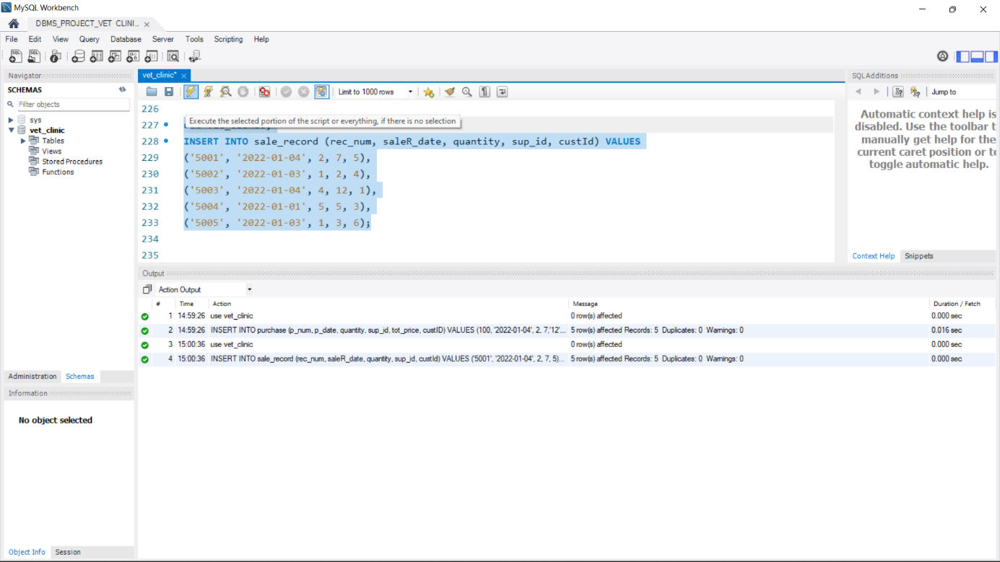 MySQL Workbench
DBMS_PROJECT_VET CLINI...
File Edit View Query Database Server Tools Scripting Help
Navigator
SCHEMAS
Filter objects
sys
vet_clinic
Tables
Views
Stored Procedures
Functions
Administration Schemas
Information
No object selected
Object Info Session
vet_clinic*
Limit to 1000 rows
226
Execute the selected portion of the script or everything, if there is no selection
227
228 INSERT INTO sale_record (rec_num, saleR_date, quantity, sup_id, custId) VALUES
229 ('5001', '2022-01-04', 2, 7, 5),
230 ('5002', '2022-01-03', 1, 2, 4),
231 ('5003', '2022-01-04', 4, 12, 1),
232 ('5004', '2022-01-01', 5, 5, 3),
233 ('5005', '2022-01-03', 1, 3, 6);
234
235
SQLAdditions
Jump to
Automatic context help is
disabled. Use the toolbar t
manually get help for the
current caret position or to
toggle automatic help.
Context Help Snippets
Output
Action Output
# Time Action Message Duration / Fetch
1 14:59:26 use vet_clinic 0 row(s) affected 0.000 sec
2 14:59:26 INSERT INTO purchase (p_num, p_date, quantity, sup_id, tot_price, custID) VALUES (100, '2022-01-04', 2, 7,'12'... 5 row(s) affected Records: 5 Duplicates: 0 Warnings: 0 0.016 sec
3 15:00:36 use vet_clinic 0 row(s) affected 0.000 sec
4 15:00:36 INSERT INTO sale_record (rec_num, saleR_date, quantity, sup_id, custId) VALUES ('5001', '2022-01-04', 2, 7, 5)... 5 row(s) affected Records: 5 Duplicates: 0 Warnings: 0 0.000 sec